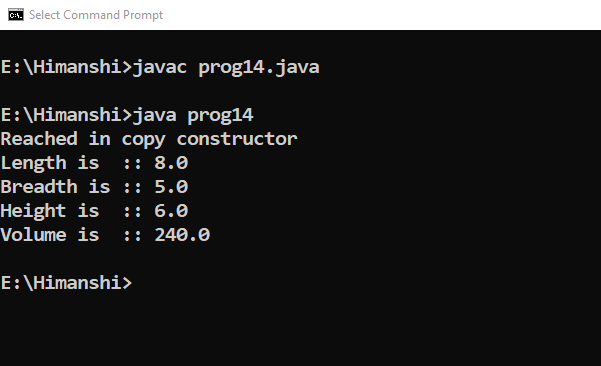 Select Command Prompt
E:\Himanshi>javac prog14.java
E:\Himanshi>java prog14
Reached in copy constructor
Length is  :: 8.0
Breadth is :: 5.0
Height is  :: 6.0
Volume is  :: 240.0
E:\Himanshi>